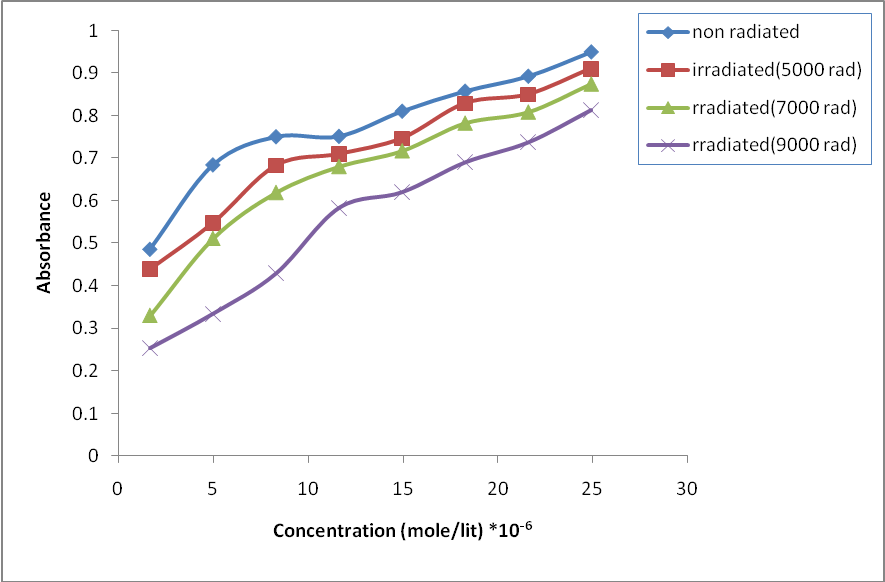 1
0.9
0.8
0.7
0.6
0.5
0.4
0.3
0.2
0.1
0
0 5 10 15 20 25 30
Absorbance
Concentration (mole/lit) *10⁻⁶
non radiated
irradiated(5000 rad)
rradiated(7000 rad)
rradiated(9000 rad)